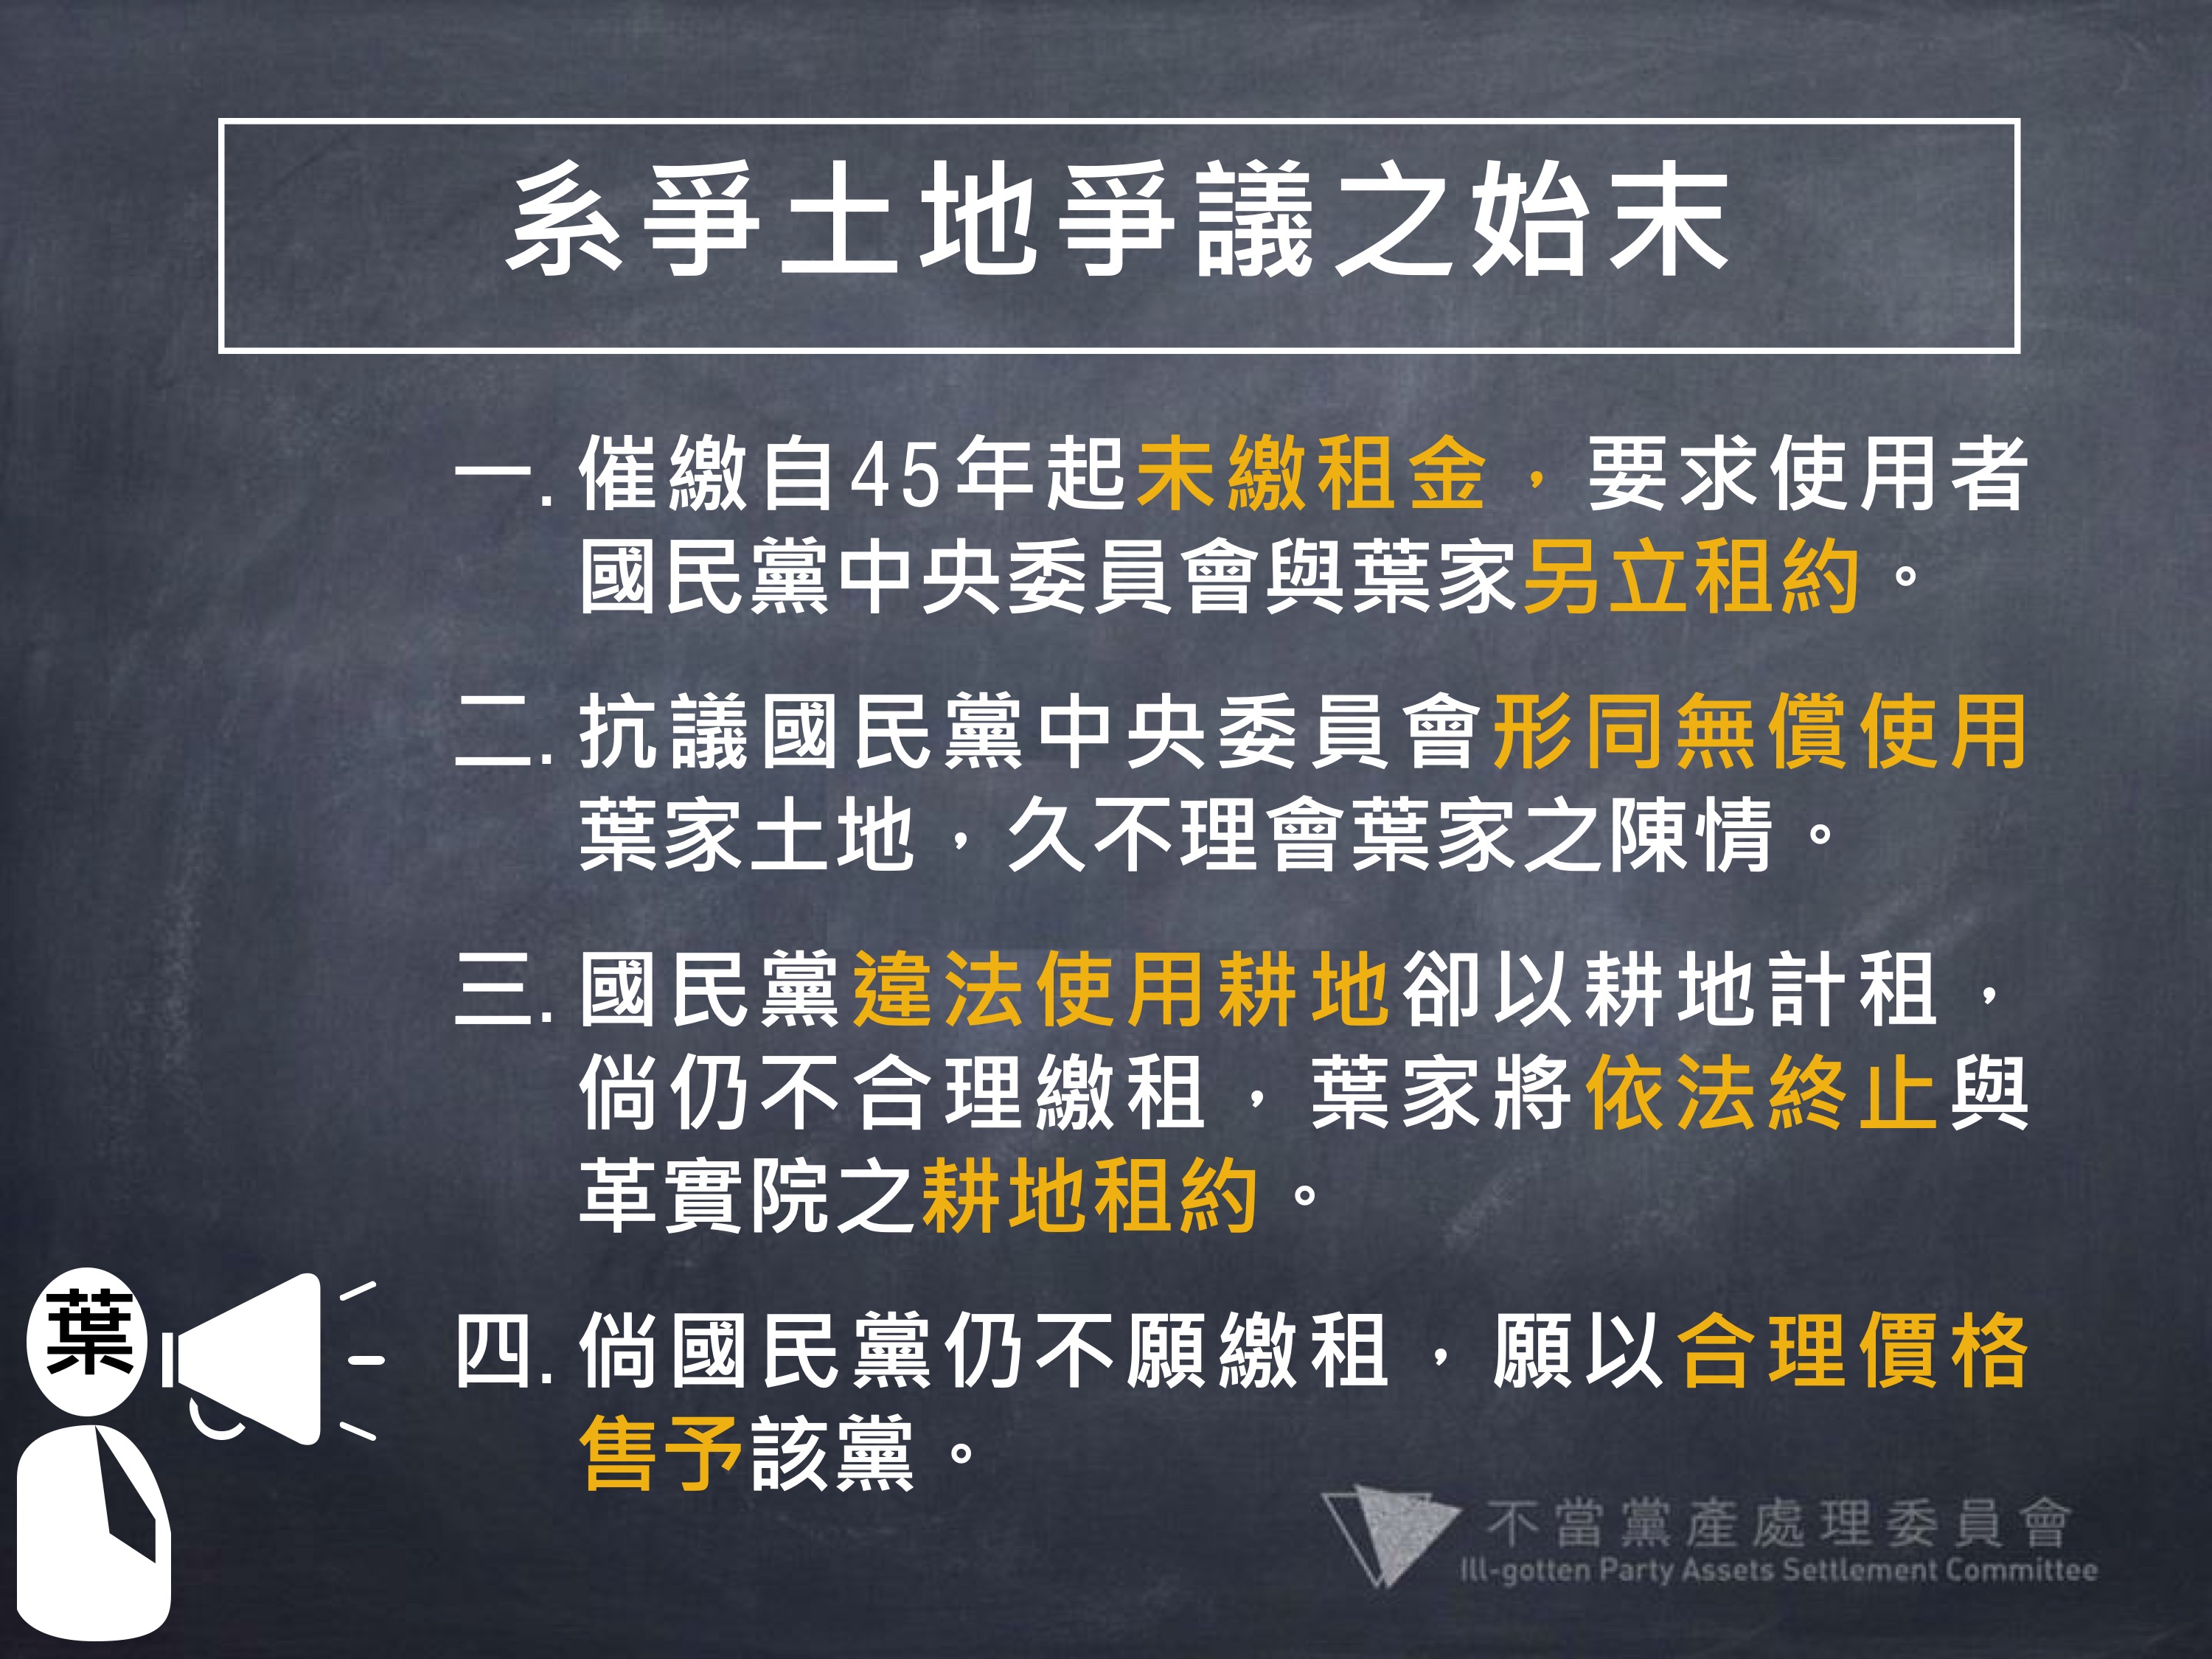 系爭土地爭議之始末
一. 催繳自45年起未繳租金，要求使用者
國民黨中央委員會與葉家另立租約。
二. 抗議國民黨中央委員會形同無償使用
葉家土地，久不理會葉家之陳情。
三. 國民黨違法使用耕地卻以耕地計租，
倘仍不合理繳租，葉家將依法終止與
革實院之耕地租約。
四. 倘國民黨仍不願繳租，願以合理價格
售予該黨。
葉
不當黨產處理委員會
Ill-gotten Party Assets Settlement Committee